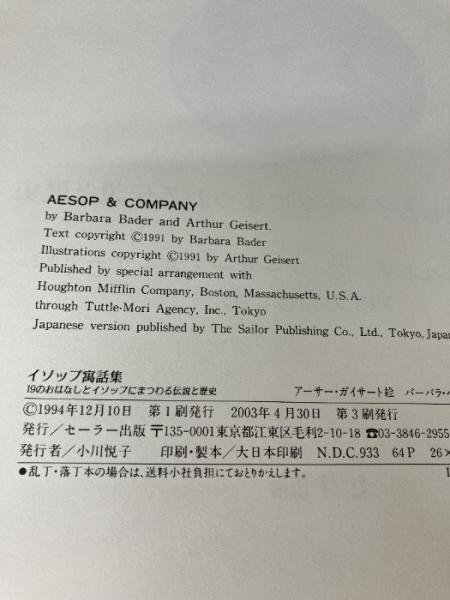 AESOP & COMPANY
by Barbara Bader and Arthur Geisert.
Text copyright ©1991 by Barbara Bader
Illustrations copyright ©1991 by Arthur Geisert
Published by special arrangement with
Houghton Mifflin Company, Boston, Massachusetts, U.S.A.
through Tuttle-Mori Agency, Inc., Tokyo
Japanese version published by The Sailor Publishing Co., Ltd., Tokyo, Japan
イソップ寓話集
19のおはなしとイソップにまつわる伝説と歴史 アーサー・ガイサート絵 バーバラ・
©1994年12月10日 第1刷発行 2003年4月30日 第3刷発行
発行/セーラー出版 〒135-0001東京都江東区毛利2-10-18 ☎03-3846-2955
発行者/小川悦子 印刷・製本/大日本印刷 N.D.C.933 64P 26×
●乱丁・落丁本の場合は、送料小社負担にておとりかえします。